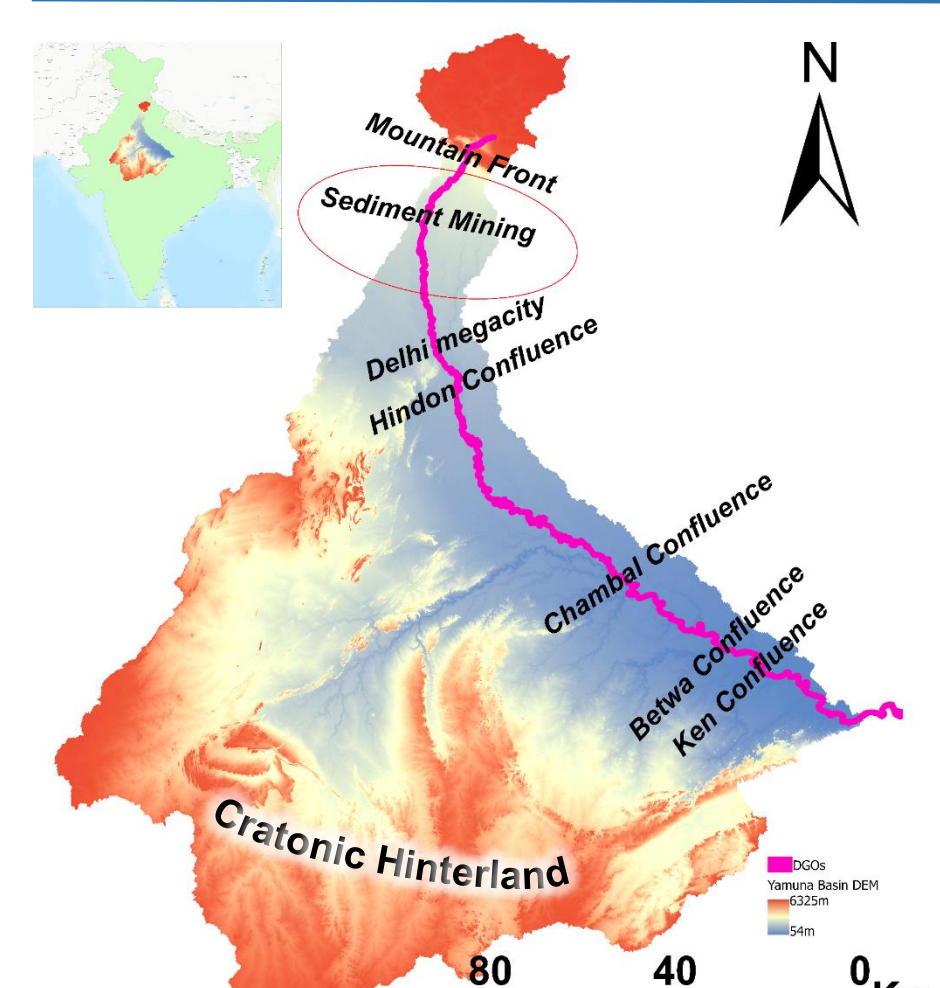 N
Mountain Front
Sediment Mining
Delhi megacity
Hindon Confluence
Chambal Confluence
Betwa Confluence
Ken Confluence
Cratonic Hinterland
DGOs
Yamuna Basin DEM
6325m
54m
80 40 0